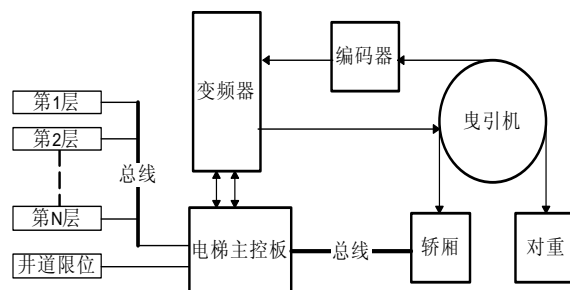 编码器
变频器
曳引机
第1层
第2层
总线
第N层
井道限位
电梯主控板
总线
轿厢
对重